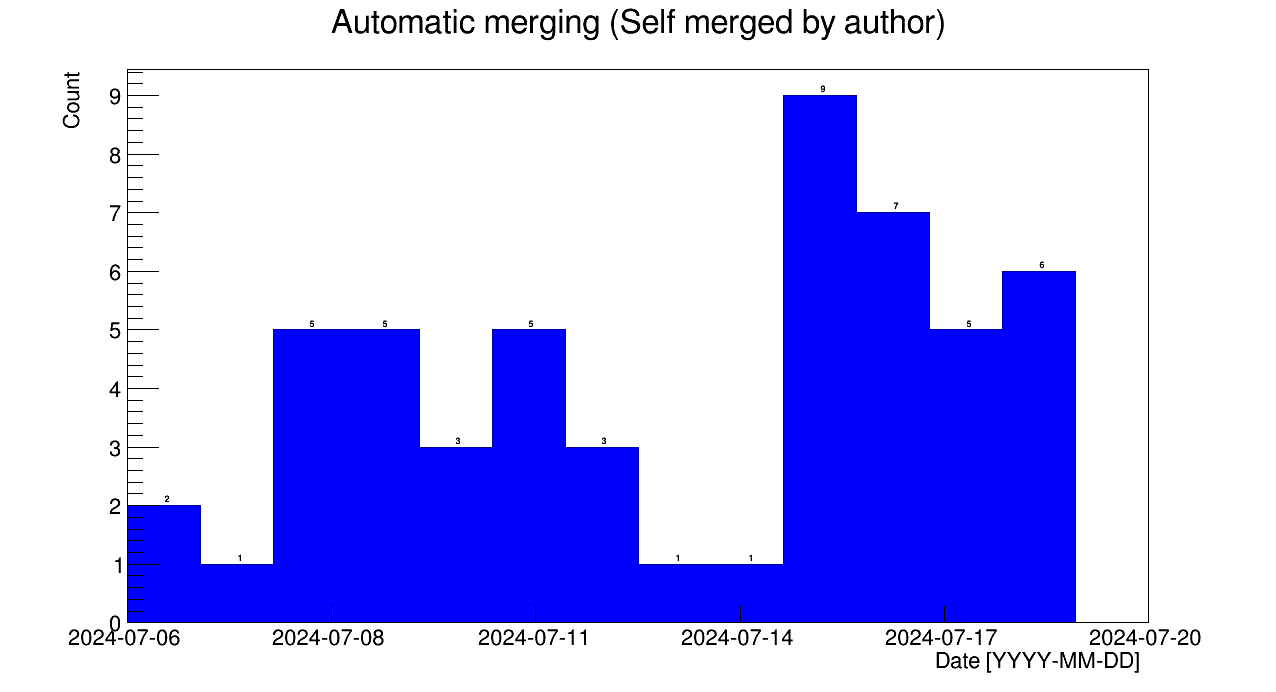 Automatic merging (Self merged by author)
Count
9
8
7
6
5
4
3
2
1
0
2 1 5 5 3 5 3 1 1 9 7 5 6
2024-07-06 2024-07-08 2024-07-11 2024-07-14 2024-07-17 2024-07-20
Date [YYYY-MM-DD]